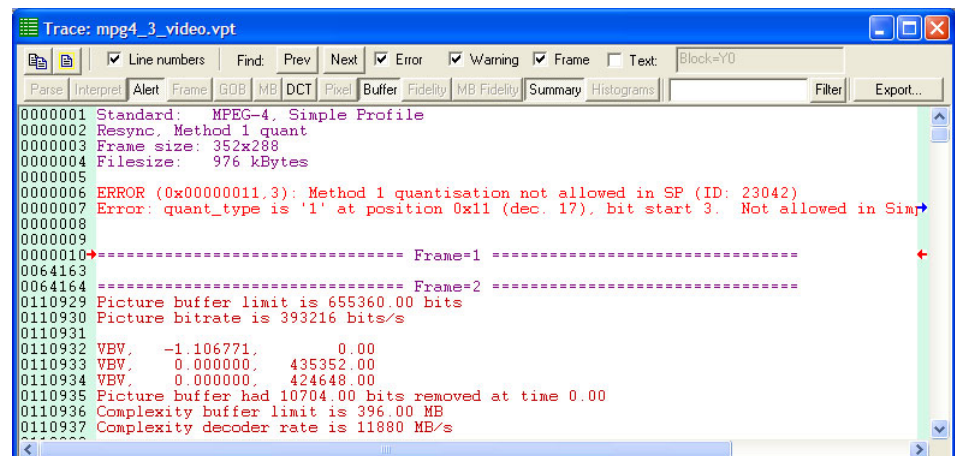 Trace: mpg4_3_video.vpt
Line numbers Find: Prev Next Error Warning Frame Text: Block=Y0
Parse Interpret Alert Frame GOB MB DCT Pixel Buffer Fidelity MB Fidelity Summary Histograms Filter Export...
0000001 Standard: MPEG-4, Simple Profile
0000002 Resync, Method 1 quant
0000003 Frame size: 352x288
0000004 Filesize: 976 kBytes
0000005
0000006 ERROR (0x00000011,3): Method 1 quantisation not allowed in SP (ID: 23042)
0000007 Error: quant_type is '1' at position 0x11 (dec. 17), bit start 3. Not allowed in Simp
0000008
0000009
0000010 ================================ Frame=1 ================================
0064163
0064164 ================================ Frame=2 ================================
0110929 Picture buffer limit is 655360.00 bits
0110930 Picture bitrate is 393216 bits/s
0110931
0110932 VBV, -1.106771, 0.00
0110933 VBV, 0.000000, 435352.00
0110934 VBV, 0.000000, 424648.00
0110935 Picture buffer had 10704.00 bits removed at time 0.00
0110936 Complexity buffer limit is 396.00 MB
0110937 Complexity decoder rate is 11880 MB/s